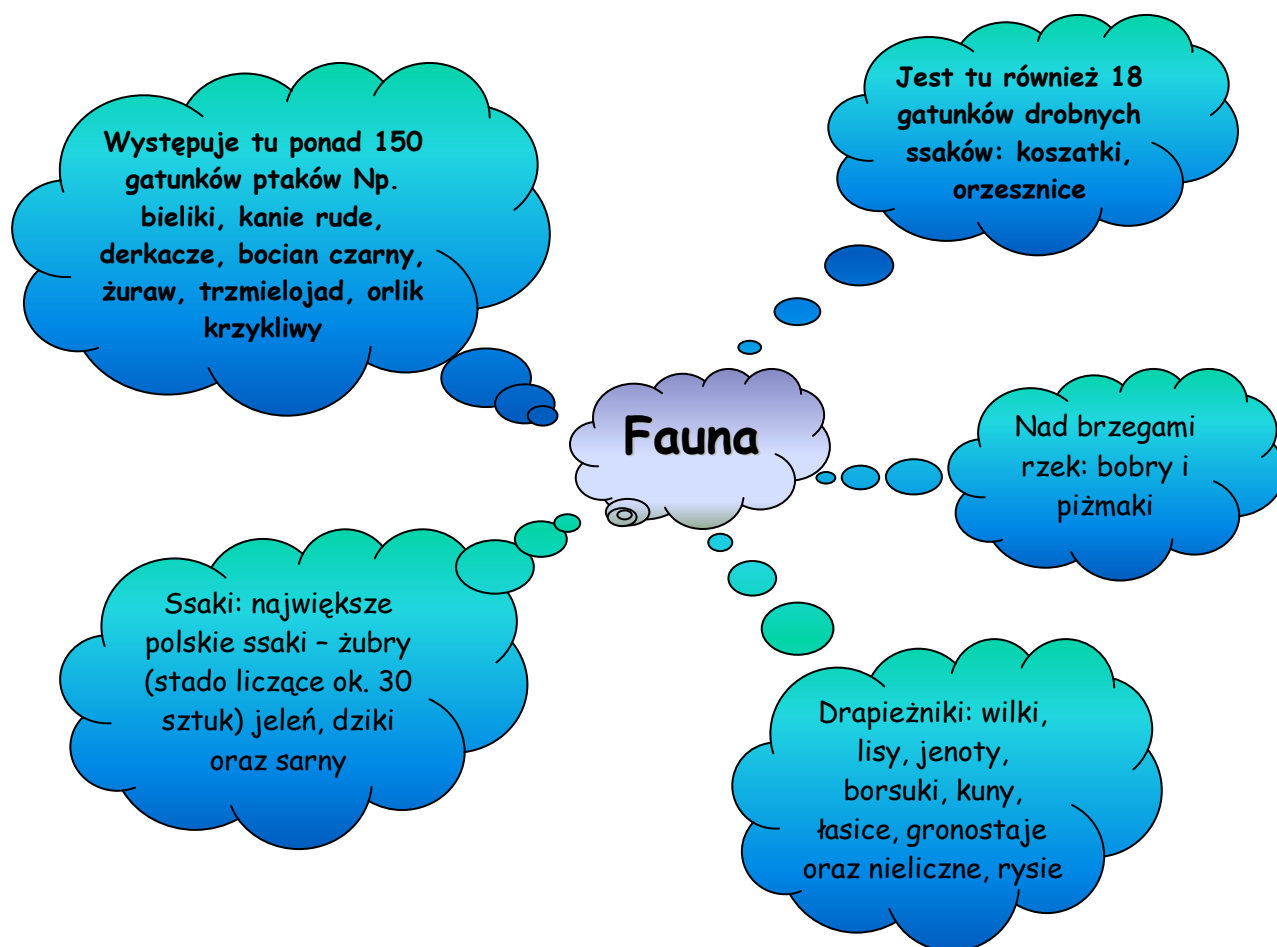 Występuje tu ponad 150
gatunków ptaków Np.
bieliki, kanie rude,
derkacze, bocian czarny,
żuraw, trzmielojad, orlik
krzykliwy
Jest tu również 18
gatunków drobnych
ssaków: koszatki,
orzesznice
Fauna
Nad brzegami
rzek: bobry i
piżmaki
Ssaki: największe
polskie ssaki – żubry
(stado liczące ok. 30
sztuk) jeleń, dziki
oraz sarny
Drapieżniki: wilki,
lisy, jenoty,
borsuki, kuny,
łasice, gronostaje
oraz nieliczne, rysie